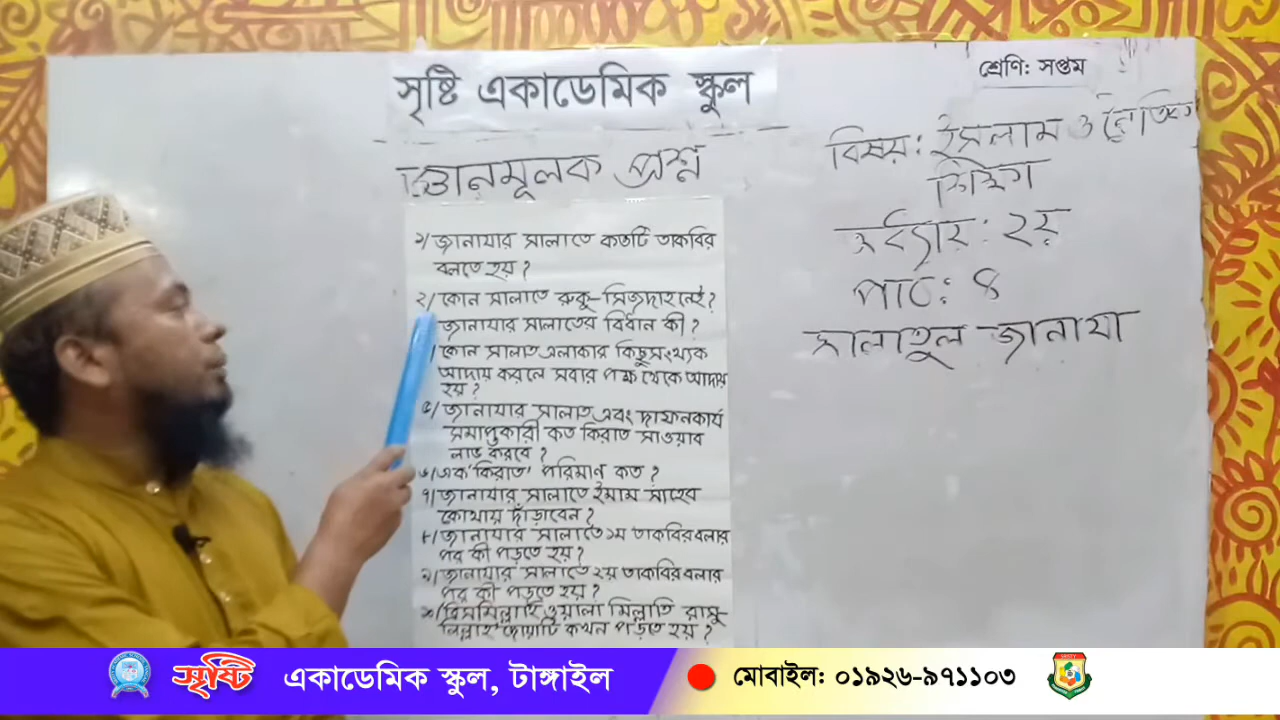 সৃষ্টি একাডেমিক স্কুল
শ্রেণি: সপ্তম
জ্ঞানমূলক প্রশ্ন
বিষয়: ইসলাম ও নৈতিক
শিক্ষা
অধ্যায়: ২য়
পাঠ: ৪
সালাতুল জানাযা
১/ জানাযার সালাতে কতটি তাকবির
বলতে হয় ?
২/ কোন সালাতে রুকু-সিজদাহ নেই ?
জানাযার সালাতের বিধান কী ?
/ কোন সালাত এলাকার কিছুসংখ্যক
আদায় করলে সবার পক্ষ থেকে আদায়
হয় ?
৫/ জানাযার সালাত এবং দাফনকার্য
সমাপ্তকারী কত কিরাত সাওয়াব
লাভ করবে ?
৬/ এক 'কিরাত' পরিমাণ কত ?
৭/ জানাযার সালাতে ইমাম সাহেব
কোথায় দাঁড়াবেন ?
৮/ জানাযার সালাতে ১ম তাকবির বলার
পর কী পড়তে হয় ?
৯/ জানাযার সালাতে ২য় তাকবির বলার
পর কী পড়তে হয় ?
১০/ বিসমিল্লাহি ওয়ালা মিল্লাতি রাসু-
লিল্লাহ' দোয়াটি কখন পড়তে হয় ?
সৃষ্টি একাডেমিক স্কুল, টাঙ্গাইল
মোবাইল: ০১৯২৬-৯৭১১০৩